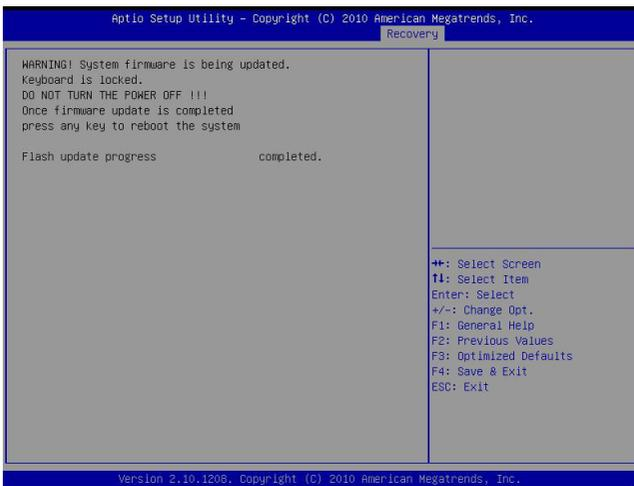 Aptio Setup Utility – Copyright (C) 2010 American Megatrends, Inc.
Recovery
WARNING! System firmware is being updated.
Keyboard is locked.
DO NOT TURN THE POWER OFF !!!
Once firmware update is completed
press any key to reboot the system
Flash update progress completed.
→←: Select Screen
↑↓: Select Item
Enter: Select
+/-: Change Opt.
F1: General Help
F2: Previous Values
F3: Optimized Defaults
F4: Save & Exit
ESC: Exit
Version 2.10.1208. Copyright (C) 2010 American Megatrends, Inc.